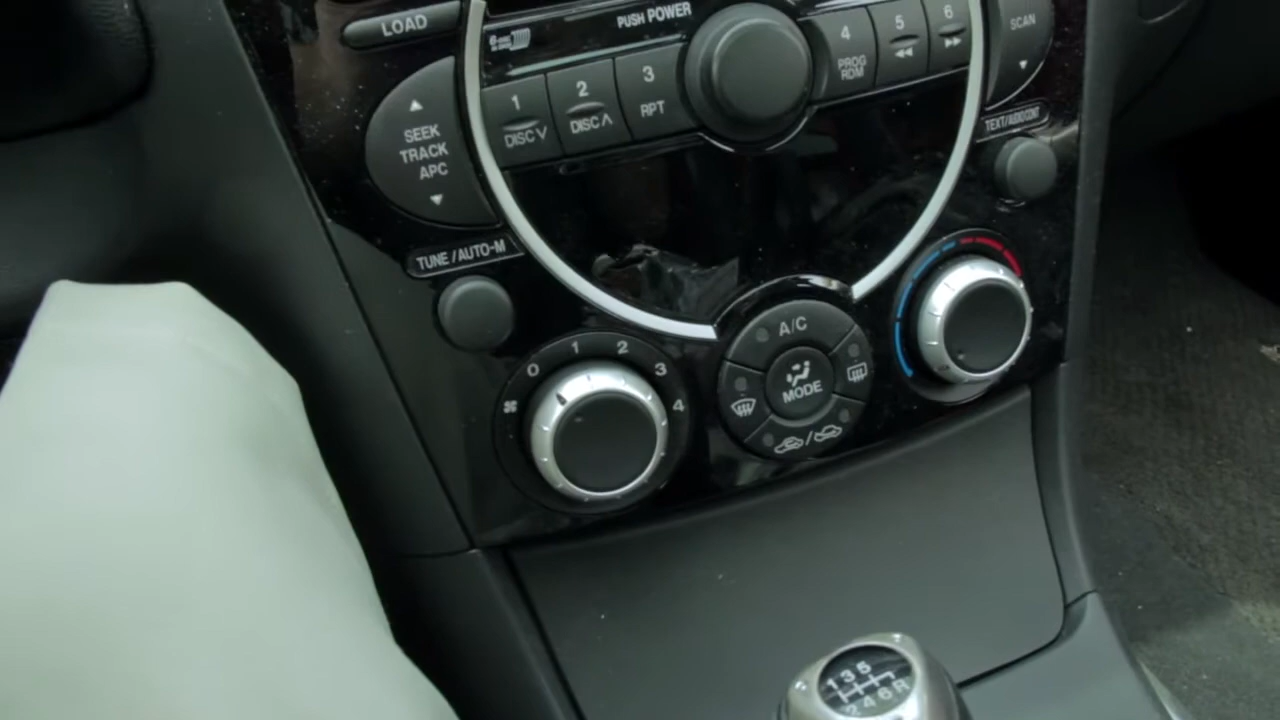 LOAD
PUSH POWER
1
DISC ∨
2
DISC ∧
3
RPT
4
PROG
RDM
5
6
SCAN
SEEK
TRACK
APC
TEXT/AUDIO CONT
TUNE / AUTO-M
0 1 2 3 4
A/C
MODE
1 3 5
2 4 6 R